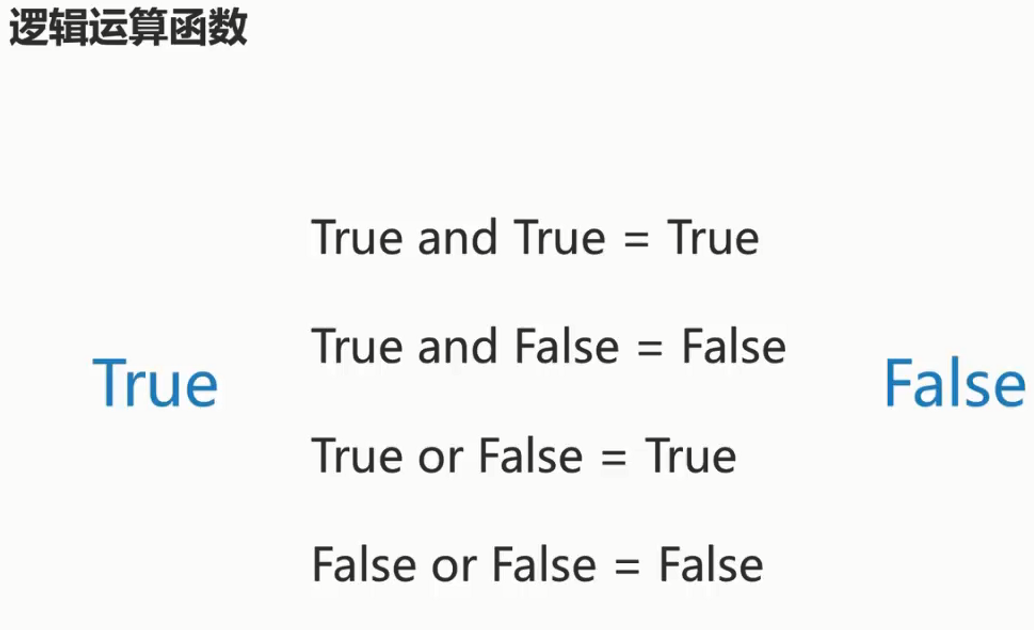 逻辑运算函数
True and True = True
True and False = False
True
False
True or False = True
False or False = False